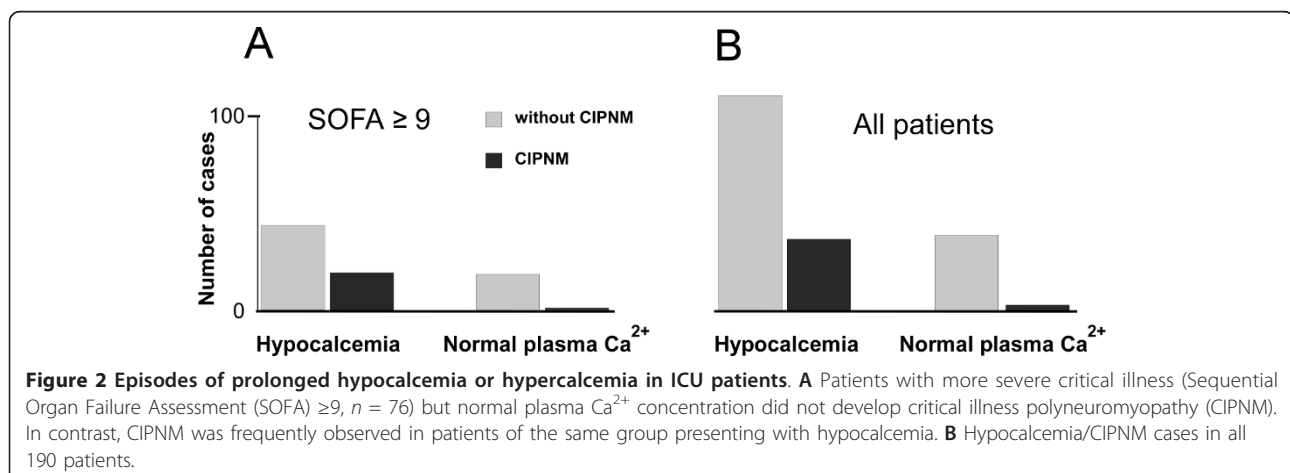 A
B
100
SOFA ≥ 9
without CIPNM
CIPNM
All patients
Number of cases
0
Hypocalcemia
Normal plasma Ca²⁺
Hypocalcemia
Normal plasma Ca²⁺
Figure 2 Episodes of prolonged hypocalcemia or hypercalcemia in ICU patients. A Patients with more severe critical illness (Sequential
Organ Failure Assessment (SOFA) ≥9, n = 76) but normal plasma Ca²⁺ concentration did not develop critical illness polyneuromyopathy (CIPNM).
In contrast, CIPNM was frequently observed in patients of the same group presenting with hypocalcemia. B Hypocalcemia/CIPNM cases in all
190 patients.